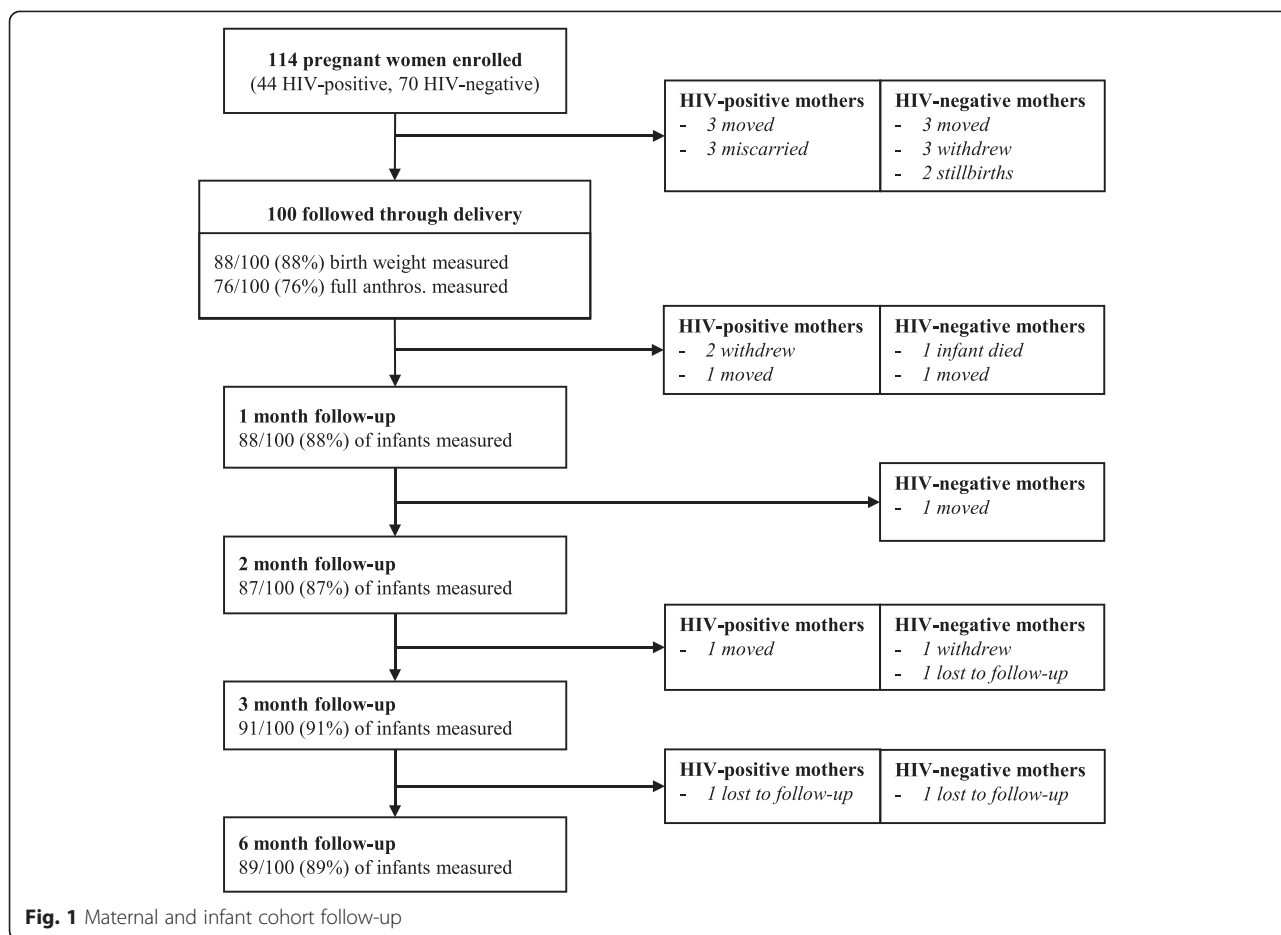 114 pregnant women enrolled
(44 HIV-positive, 70 HIV-negative)
HIV-positive mothers
- 3 moved
- 3 miscarried
HIV-negative mothers
- 3 moved
- 3 withdrew
- 2 stillbirths
100 followed through delivery
88/100 (88%) birth weight measured
76/100 (76%) full anthros. measured
HIV-positive mothers
- 2 withdrew
- 1 moved
HIV-negative mothers
- 1 infant died
- 1 moved
1 month follow-up
88/100 (88%) of infants measured
HIV-negative mothers
- 1 moved
2 month follow-up
87/100 (87%) of infants measured
HIV-positive mothers
- 1 moved
HIV-negative mothers
- 1 withdrew
- 1 lost to follow-up
3 month follow-up
91/100 (91%) of infants measured
HIV-positive mothers
- 1 lost to follow-up
HIV-negative mothers
- 1 lost to follow-up
6 month follow-up
89/100 (89%) of infants measured
Fig. 1 Maternal and infant cohort follow-up